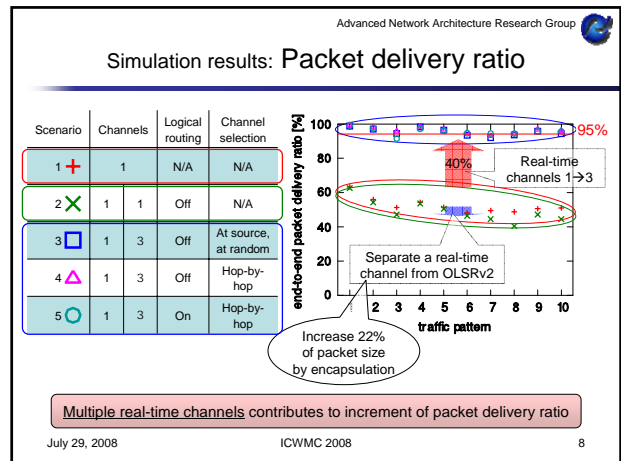 Advanced Network Architecture Research Group
Simulation results: Packet delivery ratio
Scenario Channels Logical routing Channel selection
1 + 1 N/A N/A
2 × 1 1 Off N/A
3 □ 1 3 Off At source, at random
4 △ 1 3 Off Hop-by-hop
5 ○ 1 3 On Hop-by-hop
end-to-end packet delivery ratio [%]
100
80
60
40
20
0
2 3 4 5 6 7 8 9 10
traffic pattern
95%
40%
Real-time
channels 1→3
Separate a real-time
channel from OLSRv2
Increase 22%
of packet size
by encapsulation
Multiple real-time channels contributes to increment of packet delivery ratio
July 29, 2008 ICWMC 2008 8